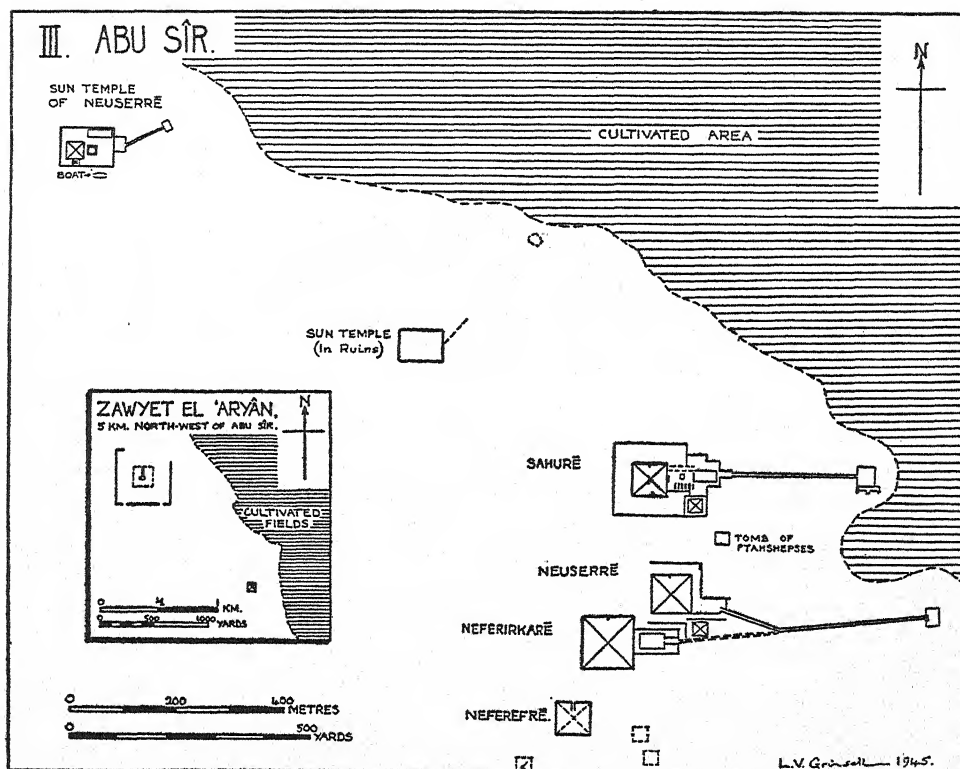 III. ABU SÎR.
N
SUN TEMPLE
OF NEUSERRĒ
CULTIVATED AREA
BOAT
SUN TEMPLE
(In Ruins)
ZAWYET EL 'ARYÂN.
5 KM. NORTH-WEST OF ABU SÎR.
N
CULTIVATED
FIELDS
0 ½ 1 KM.
0 500 1000 YARDS
SAHURĒ
TOMB OF
PTAHSHEPSES
NEUSERRĒ
NEFERIRKARĒ
NEFEREFRĒ.
0 200 400 METRES
0 500 YARDS
L.V. Grinsell 1945.